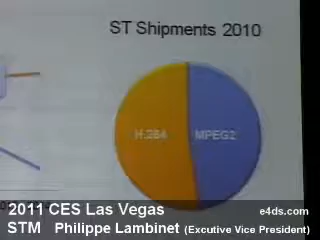 ST Shipments 2010
H.264
MPEG2
2011 CES Las Vegas
e4ds.com
STM Philippe Lambinet (Excutive Vice President)